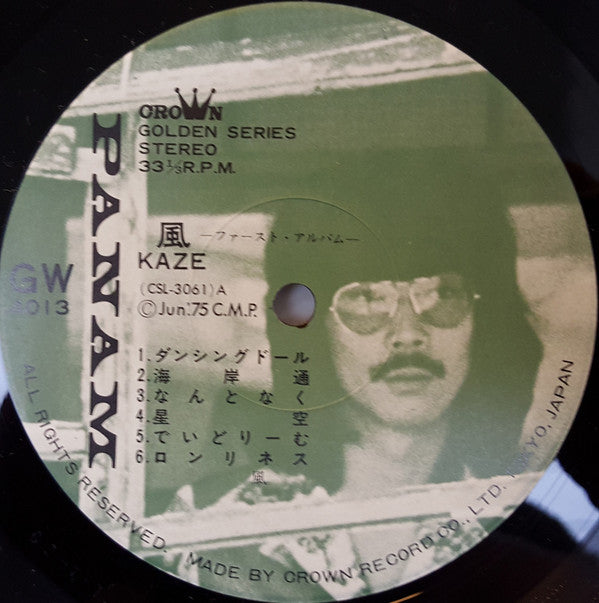 CROWN
GOLDEN SERIES
STEREO
33⅓R.P.M.
PANAM
風 ―ファースト・アルバム―
KAZE
GW
(CSL-3061)A
©Jun.'75 C.M.P.
1.ダンシングドール
2.海岸通
3.なんとなく
4.星空
5.でいどりーむ
6.ロンリネス
風
ALL RIGHTS RESERVED. MADE BY CROWN RECORD CO., LTD. TOKYO, JAPAN